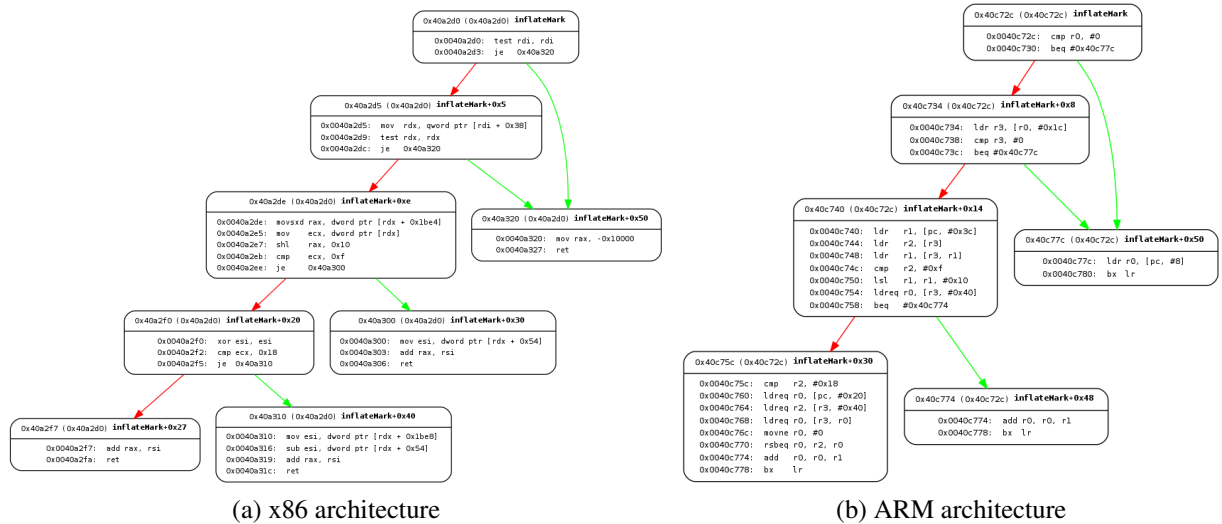 0x40a2d0 (0x40a2d0) inflateMark
0x0040a2d0: test rdi, rdi
0x0040a2d3: je 0x40a320
0x40a2d5 (0x40a2d0) inflateMark+0x5
0x0040a2d5: mov rdx, qword ptr [rdi + 0x38]
0x0040a2d9: test rdx, rdx
0x0040a2dc: je 0x40a320
0x40a2de (0x40a2d0) inflateMark+0xe
0x0040a2de: movsxd rax, dword ptr [rdx + 0x1be4]
0x0040a2e5: mov ecx, dword ptr [rdx]
0x0040a2e7: shl rax, 0x10
0x0040a2eb: cmp ecx, 0xf
0x0040a2ee: je 0x40a300
0x40a320 (0x40a2d0) inflateMark+0x50
0x0040a320: mov rax, -0x10000
0x0040a327: ret
0x40a2f0 (0x40a2d0) inflateMark+0x20
0x0040a2f0: xor esi, esi
0x0040a2f2: cmp ecx, 0x18
0x0040a2f5: je 0x40a310
0x40a300 (0x40a2d0) inflateMark+0x30
0x0040a300: mov esi, dword ptr [rdx + 0x54]
0x0040a303: add rax, rsi
0x0040a306: ret
0x40a2f7 (0x40a2d0) inflateMark+0x27
0x0040a2f7: add rax, rsi
0x0040a2fa: ret
0x40a310 (0x40a2d0) inflateMark+0x40
0x0040a310: mov esi, dword ptr [rdx + 0x1be8]
0x0040a316: sub esi, dword ptr [rdx + 0x54]
0x0040a319: add rax, rsi
0x0040a31c: ret
(a) x86 architecture
0x40c72c (0x40c72c) inflateMark
0x0040c72c: cmp r0, #0
0x0040c730: beq #0x40c77c
0x40c734 (0x40c72c) inflateMark+0x8
0x0040c734: ldr r3, [r0, #0x1c]
0x0040c738: cmp r3, #0
0x0040c73c: beq #0x40c77c
0x40c740 (0x40c72c) inflateMark+0x14
0x0040c740: ldr r1, [pc, #0x3c]
0x0040c744: ldr r2, [r3]
0x0040c748: ldr r1, [r3, r1]
0x0040c74c: cmp r2, #0xf
0x0040c750: lsl r1, r1, #0x10
0x0040c754: ldreq r0, [r3, #0x40]
0x0040c758: beq #0x40c774
0x40c77c (0x40c72c) inflateMark+0x50
0x0040c77c: ldr r0, [pc, #8]
0x0040c780: bx lr
0x40c75c (0x40c72c) inflateMark+0x30
0x0040c75c: cmp r2, #0x18
0x0040c760: ldreq r0, [pc, #0x20]
0x0040c764: ldreq r2, [r3, #0x40]
0x0040c768: ldreq r0, [r3, r0]
0x0040c76c: movne r0, #0
0x0040c770: rsbeq r0, r2, r0
0x0040c774: add r0, r0, r1
0x0040c778: bx lr
0x40c774 (0x40c72c) inflateMark+0x48
0x0040c774: add r0, r0, r1
0x0040c778: bx lr
(b) ARM architecture